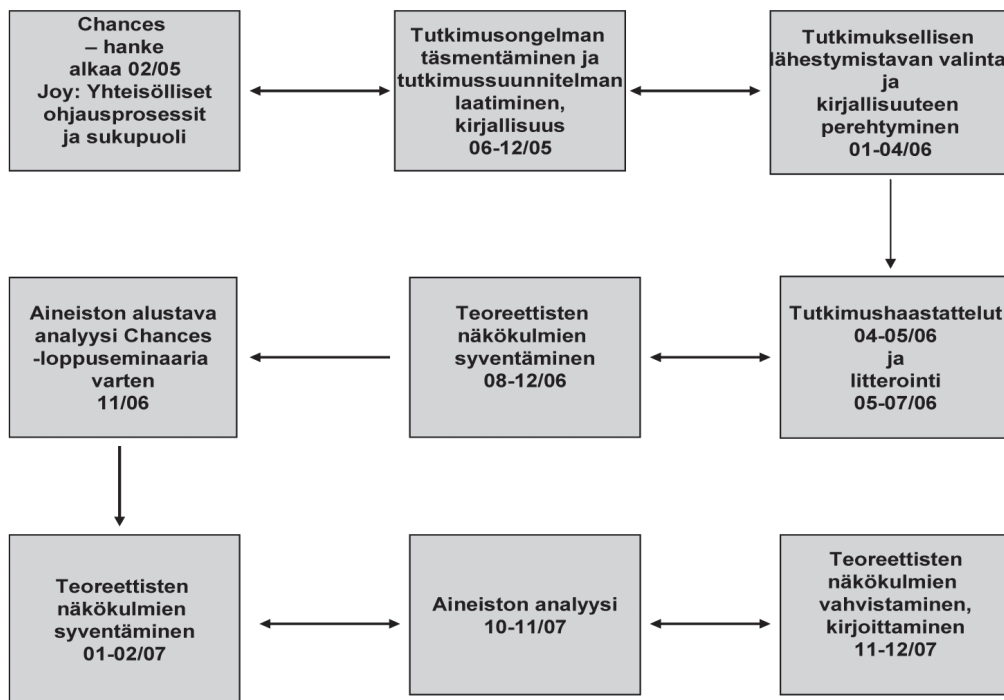 Chances
– hanke
alkaa 02/05
Joy: Yhteisölliset
ohjausprosessit
ja sukupuoli
Tutkimusongelman
täsmentäminen ja
tutkimussuunnitelman
laatiminen,
kirjallisuus
06-12/05
Tutkimuksellisen
lähestymistavan valinta
ja
kirjallisuuteen
perehtyminen
01-04/06
Aineiston alustava
analyysi Chances
-loppuseminaaria
varten
11/06
Teoreettisten
näkökulmien
syventäminen
08-12/06
Tutkimushaastattelut
04-05/06
ja
litterointi
05-07/06
Teoreettisten
näkökulmien
syventäminen
01-02/07
Aineiston analyysi
10-11/07
Teoreettisten
näkökulmien
vahvistaminen,
kirjoittaminen
11-12/07